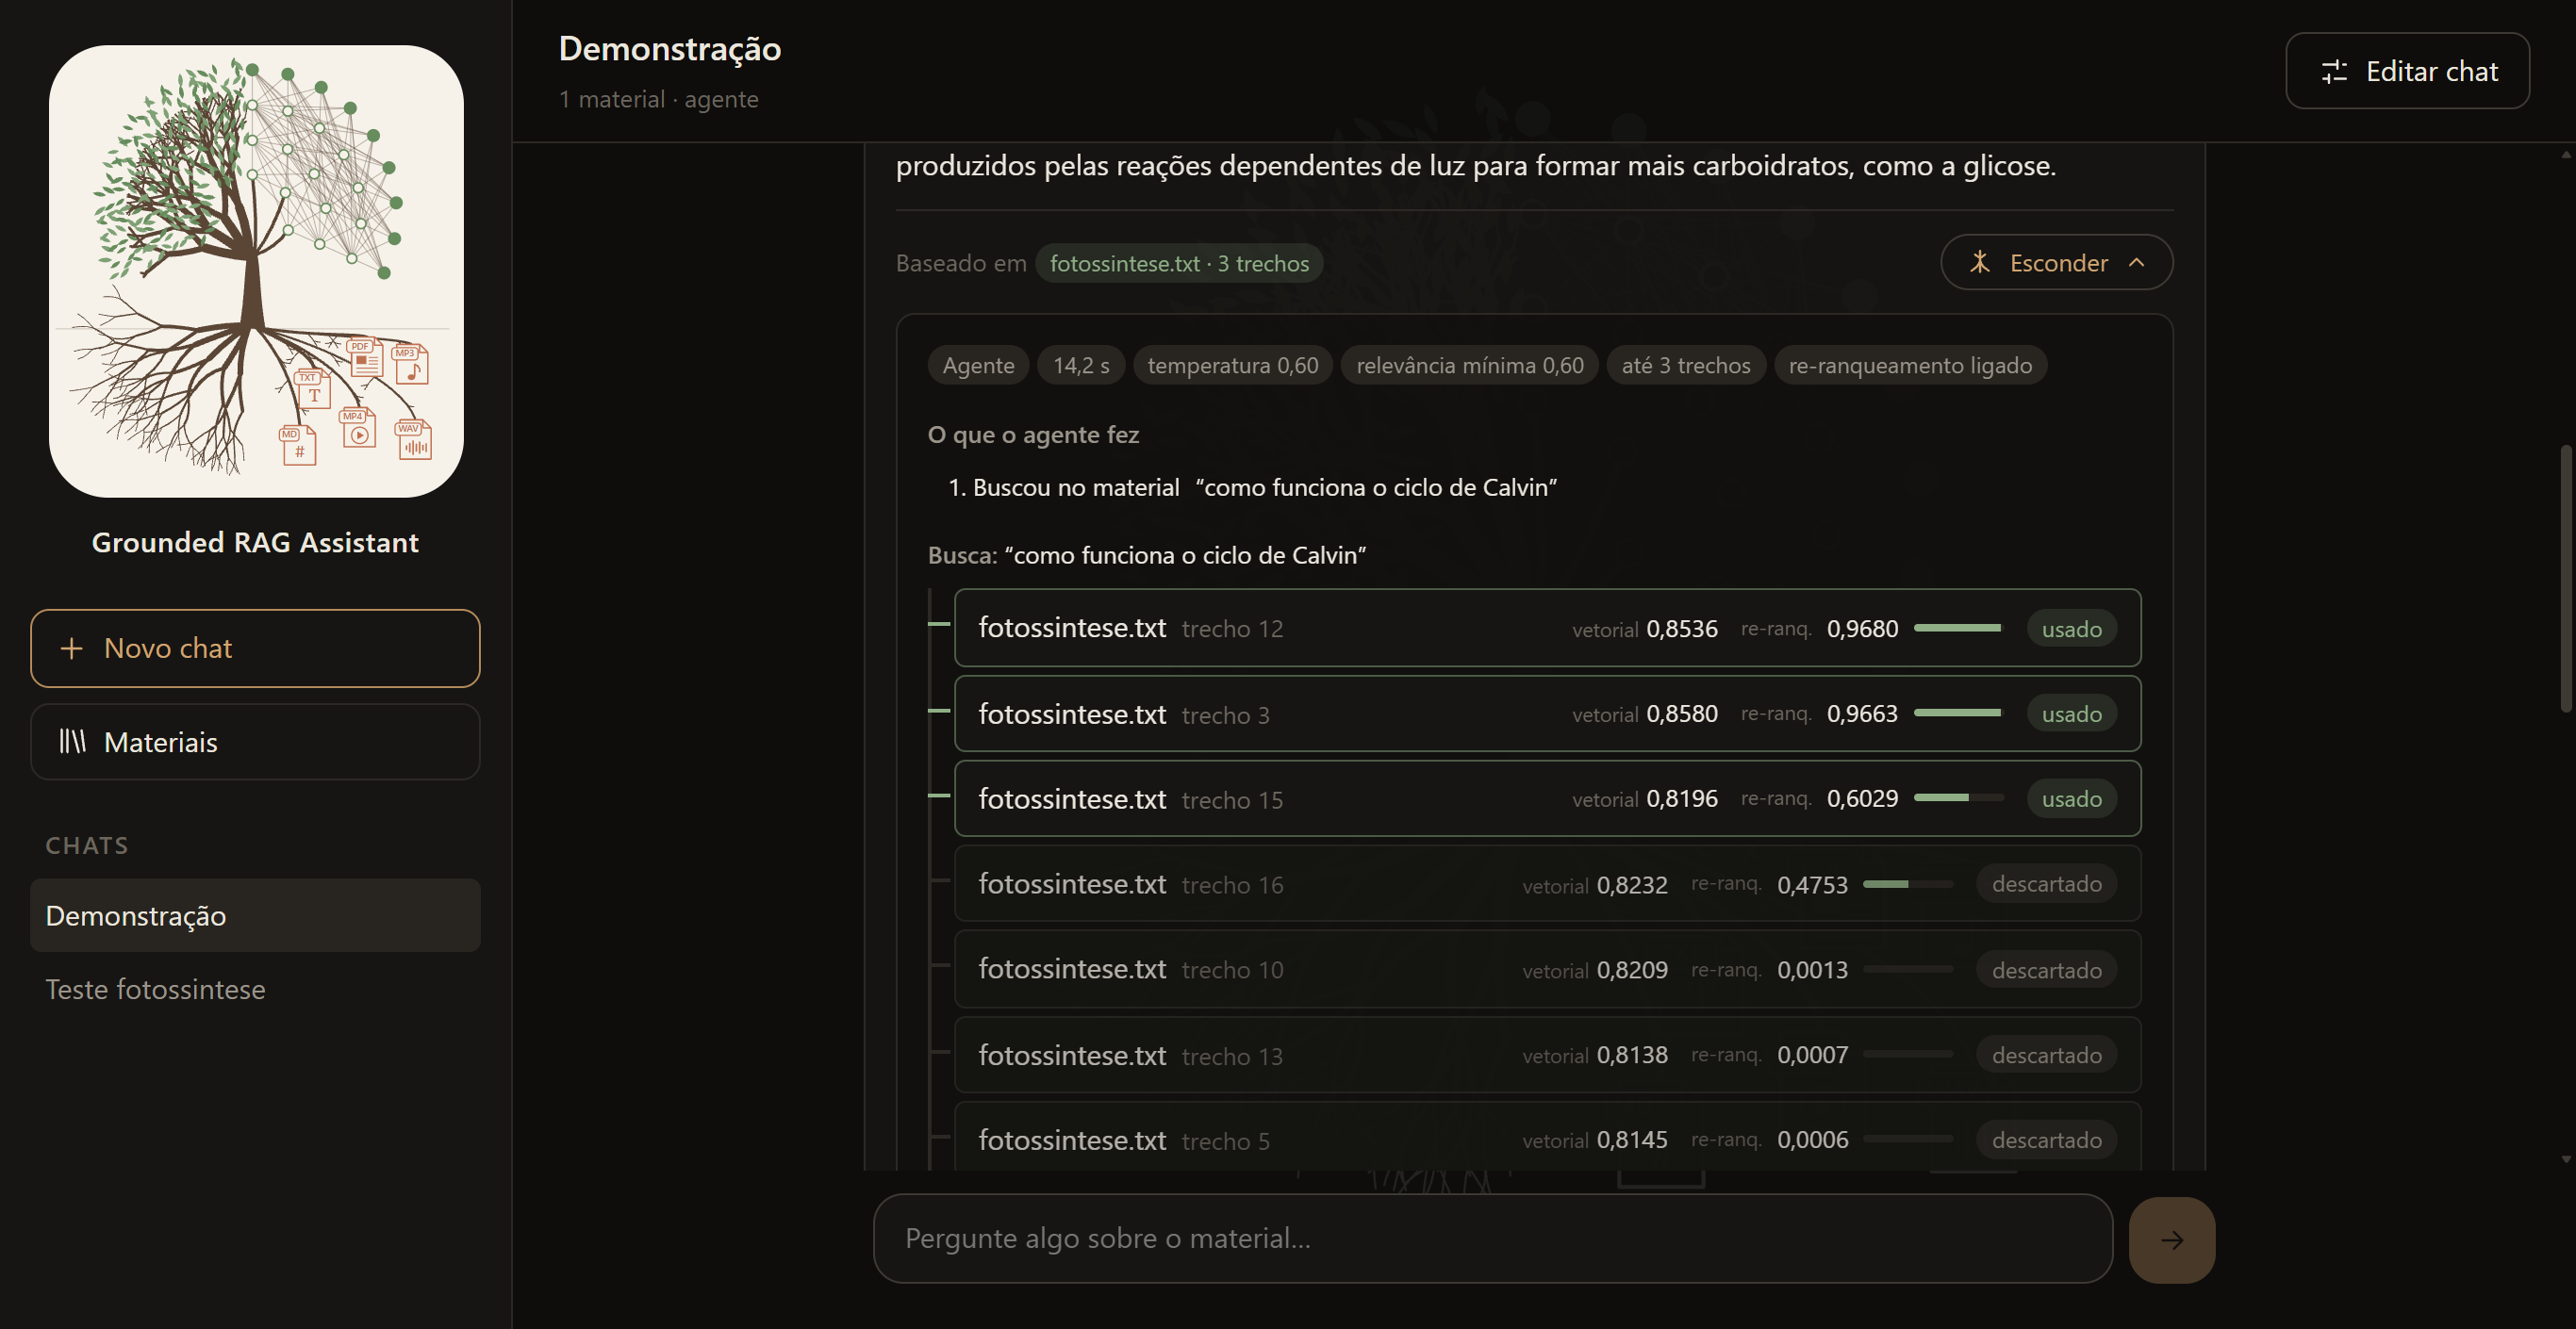 PDF
MP3
TXT
T
MP4
MD
#
WAV
Grounded RAG Assistant
+ Novo chat
Materiais
CHATS
Demonstração
Teste fotossintese
Demonstração
1 material · agente
Editar chat
produzidos pelas reações dependentes de luz para formar mais carboidratos, como a glicose.
Baseado em fotossintese.txt · 3 trechos
Esconder
Agente 14,2 s temperatura 0,60 relevância mínima 0,60 até 3 trechos re-ranqueamento ligado
O que o agente fez
1. Buscou no material “como funciona o ciclo de Calvin”
Busca: “como funciona o ciclo de Calvin”
fotossintese.txt trecho 12 vetorial 0,8536 re-ranq. 0,9680 usado
fotossintese.txt trecho 3 vetorial 0,8580 re-ranq. 0,9663 usado
fotossintese.txt trecho 15 vetorial 0,8196 re-ranq. 0,6029 usado
fotossintese.txt trecho 16 vetorial 0,8232 re-ranq. 0,4753 descartado
fotossintese.txt trecho 10 vetorial 0,8209 re-ranq. 0,0013 descartado
fotossintese.txt trecho 13 vetorial 0,8138 re-ranq. 0,0007 descartado
fotossintese.txt trecho 5 vetorial 0,8145 re-ranq. 0,0006 descartado
Pergunte algo sobre o material...